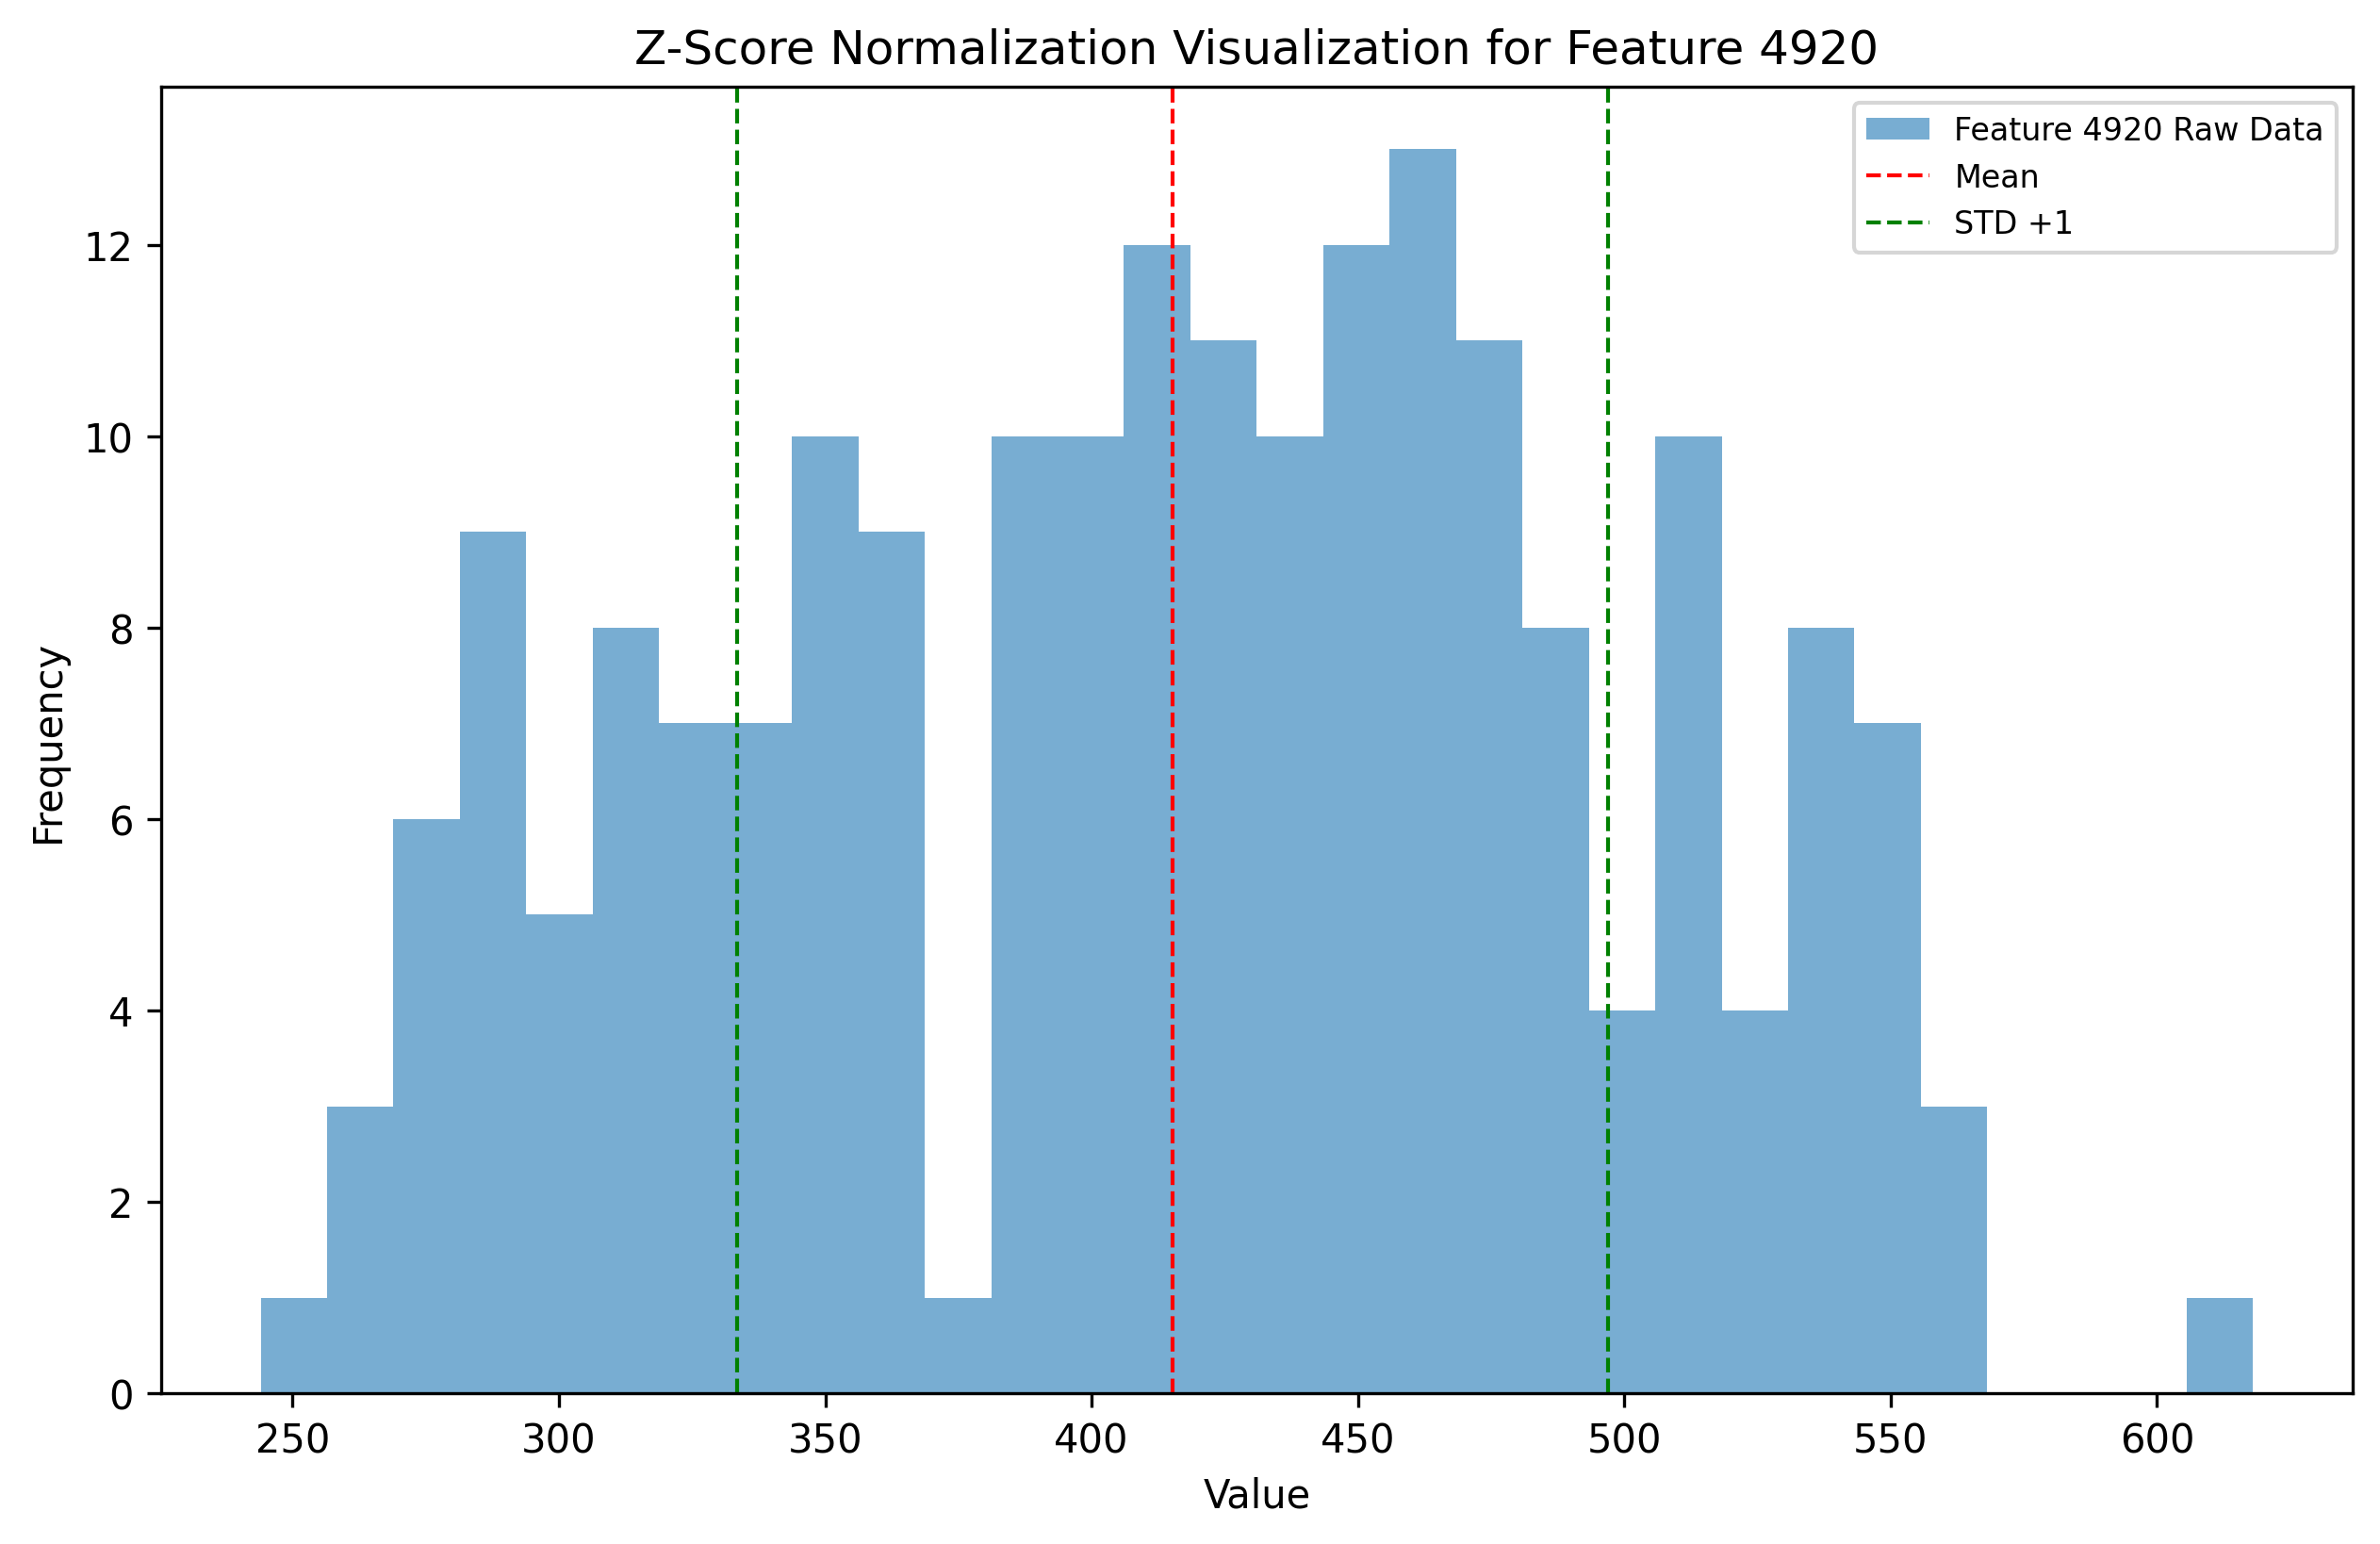 Z-Score Normalization Visualization for Feature 4920
Feature 4920 Raw Data
Mean
STD +1
Frequency
12
10
8
6
4
2
0
250 300 350 400 450 500 550 600
Value